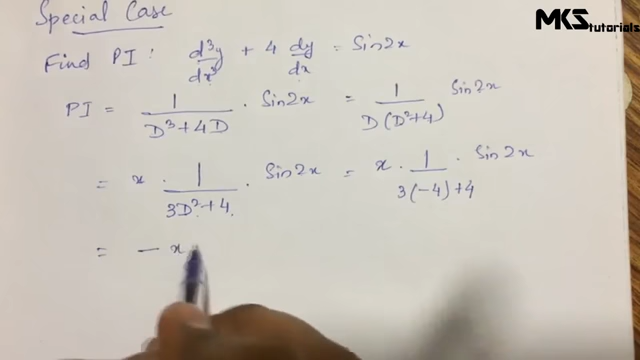 Special Case
MKS tutorials
Find PI: d³y/dx³ + 4 dy/dx = Sin2x
PI = 1/(D³+4D) . Sin2x = 1/(D(D²+4)) Sin2x
= x . 1/(3D²+4) . Sin2x = x . 1/(3(-4)+4) . Sin2x
= - x